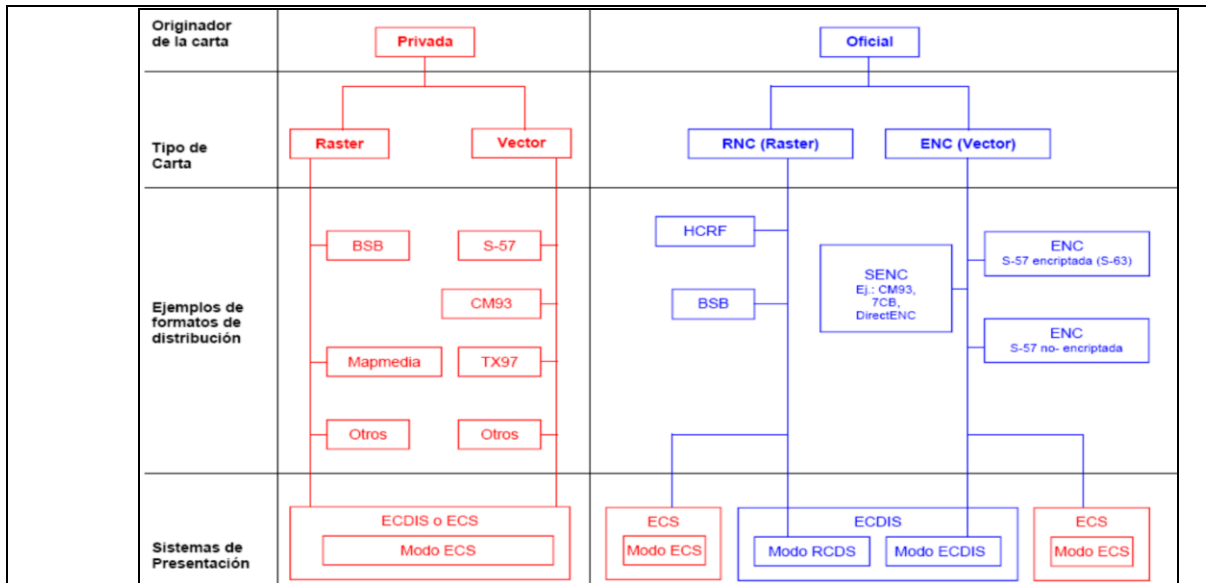 Originador
de la carta
Privada
Oficial
Tipo de
Carta
Raster
Vector
RNC (Raster)
ENC (Vector)
Ejemplos de
formatos de
distribución
BSB
S-57
CM93
Mapmedia
TX97
Otros
Otros
HCRF
BSB
SENC
Ej.: CM93,
7CB,
DirectENC
ENC
S-57 encriptada (S-63)
ENC
S-57 no- encriptada
Sistemas de
Presentación
ECDIS o ECS
Modo ECS
ECS
Modo ECS
ECDIS
Modo RCDS
Modo ECDIS
ECS
Modo ECS